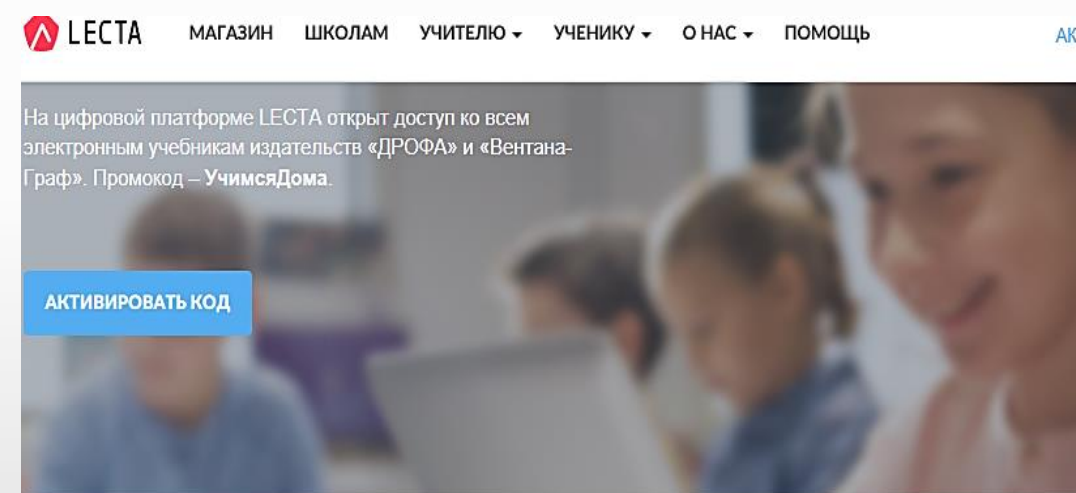 LECTA МАГАЗИН ШКОЛАМ УЧИТЕЛЮ УЧЕНИКУ О НАС ПОМОЩЬ АК
На цифровой платформе LECTA открыт доступ ко всем
электронным учебникам издательств «ДРОФА» и «Вентана-
Граф». Промокод – УчимсяДома.
АКТИВИРОВАТЬ КОД